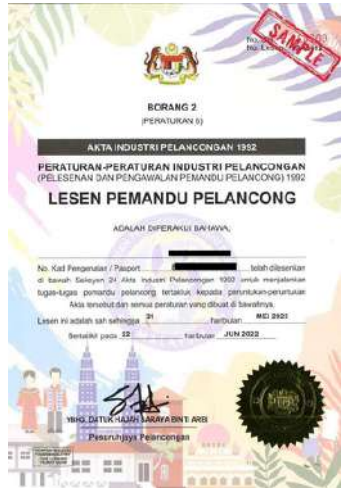 SAMPLE
BORANG 2
(PERATURAN 5)
AKTA INDUSTRI PELANCONGAN 1992
PERATURAN-PERATURAN INDUSTRI PELANCONGAN
(PELESENAN DAN PENGAWALAN PEMANDU PELANCONG) 1992
LESEN PEMANDU PELANCONG
ADALAH DIPERAKUI BAHAWA,
No. Kad Pengenalan / Pasport telah dilesenkan
di bawah Seksyen 24 Akta Industri Pelancongan 1992 untuk menjalankan
tugas-tugas pemandu pelancong tertakluk kepada peruntukan-peruntukan
Akta tersebut dan semua peraturan yang dibuat di bawahnya.
Lesen ini adalah sah sehingga 31 haribulan MEI 2023
Bertarikh pada 22 haribulan JUN 2022
YBHG. DATUK HAJAH SARAYA BINTI ARBI
Pesuruhjaya Pelancongan